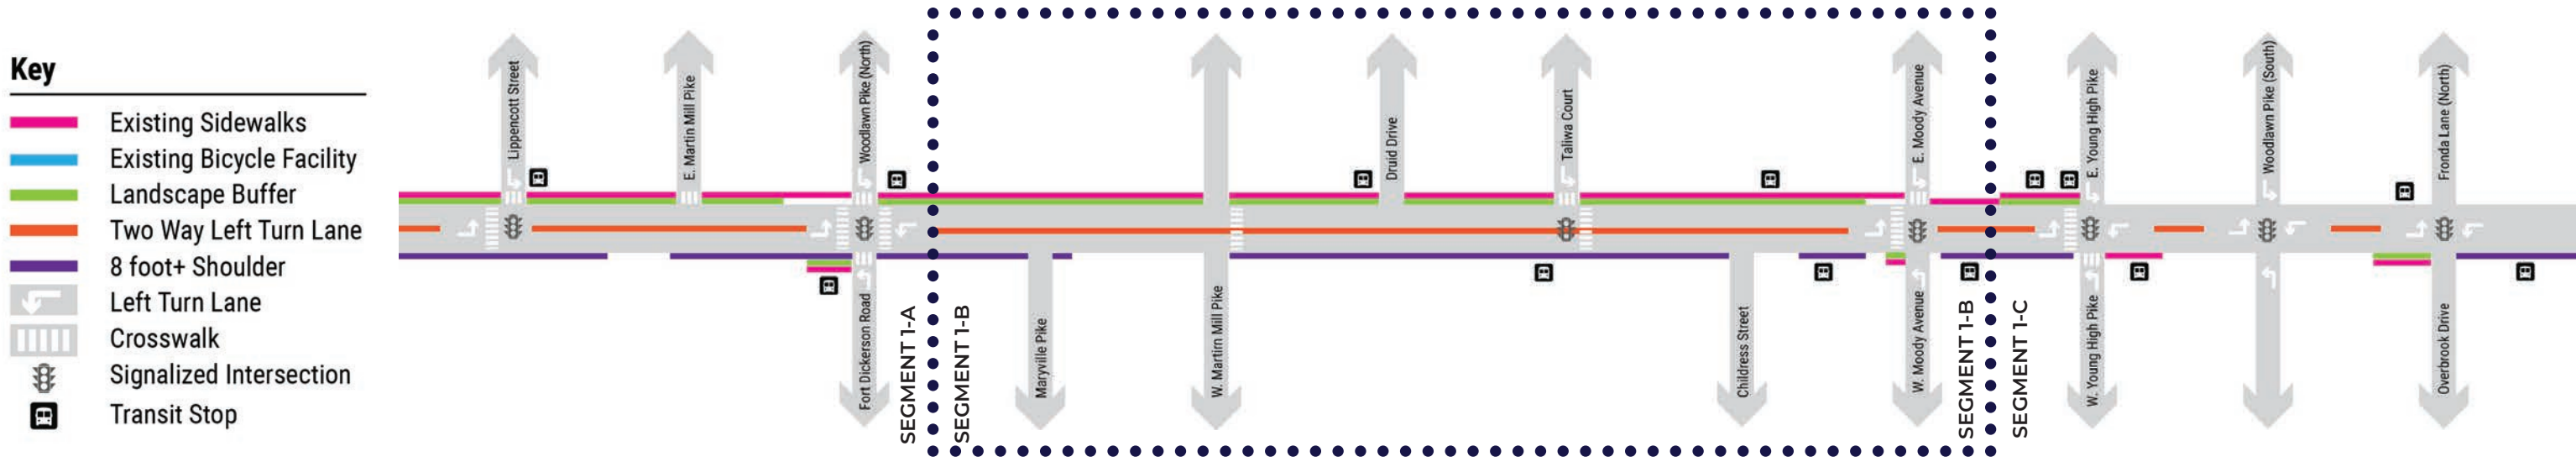 Key
Existing Sidewalks
Existing Bicycle Facility
Landscape Buffer
Two Way Left Turn Lane
8 foot+ Shoulder
Left Turn Lane
Crosswalk
Signalized Intersection
Transit Stop
Lippencott Street
E. Martin Mill Pike
Woodlawn Pike (North)
Fort Dickerson Road
SEGMENT 1-A
SEGMENT 1-B
Maryville Pike
W. Martin Mill Pike
Druid Drive
Taliwa Court
Childress Street
E. Moody Avenue
W. Moody Avenue
SEGMENT 1-B
SEGMENT 1-C
E. Young High Pike
W. Young High Pike
Woodlawn Pike (South)
Fronda Lane (North)
Overbrook Drive